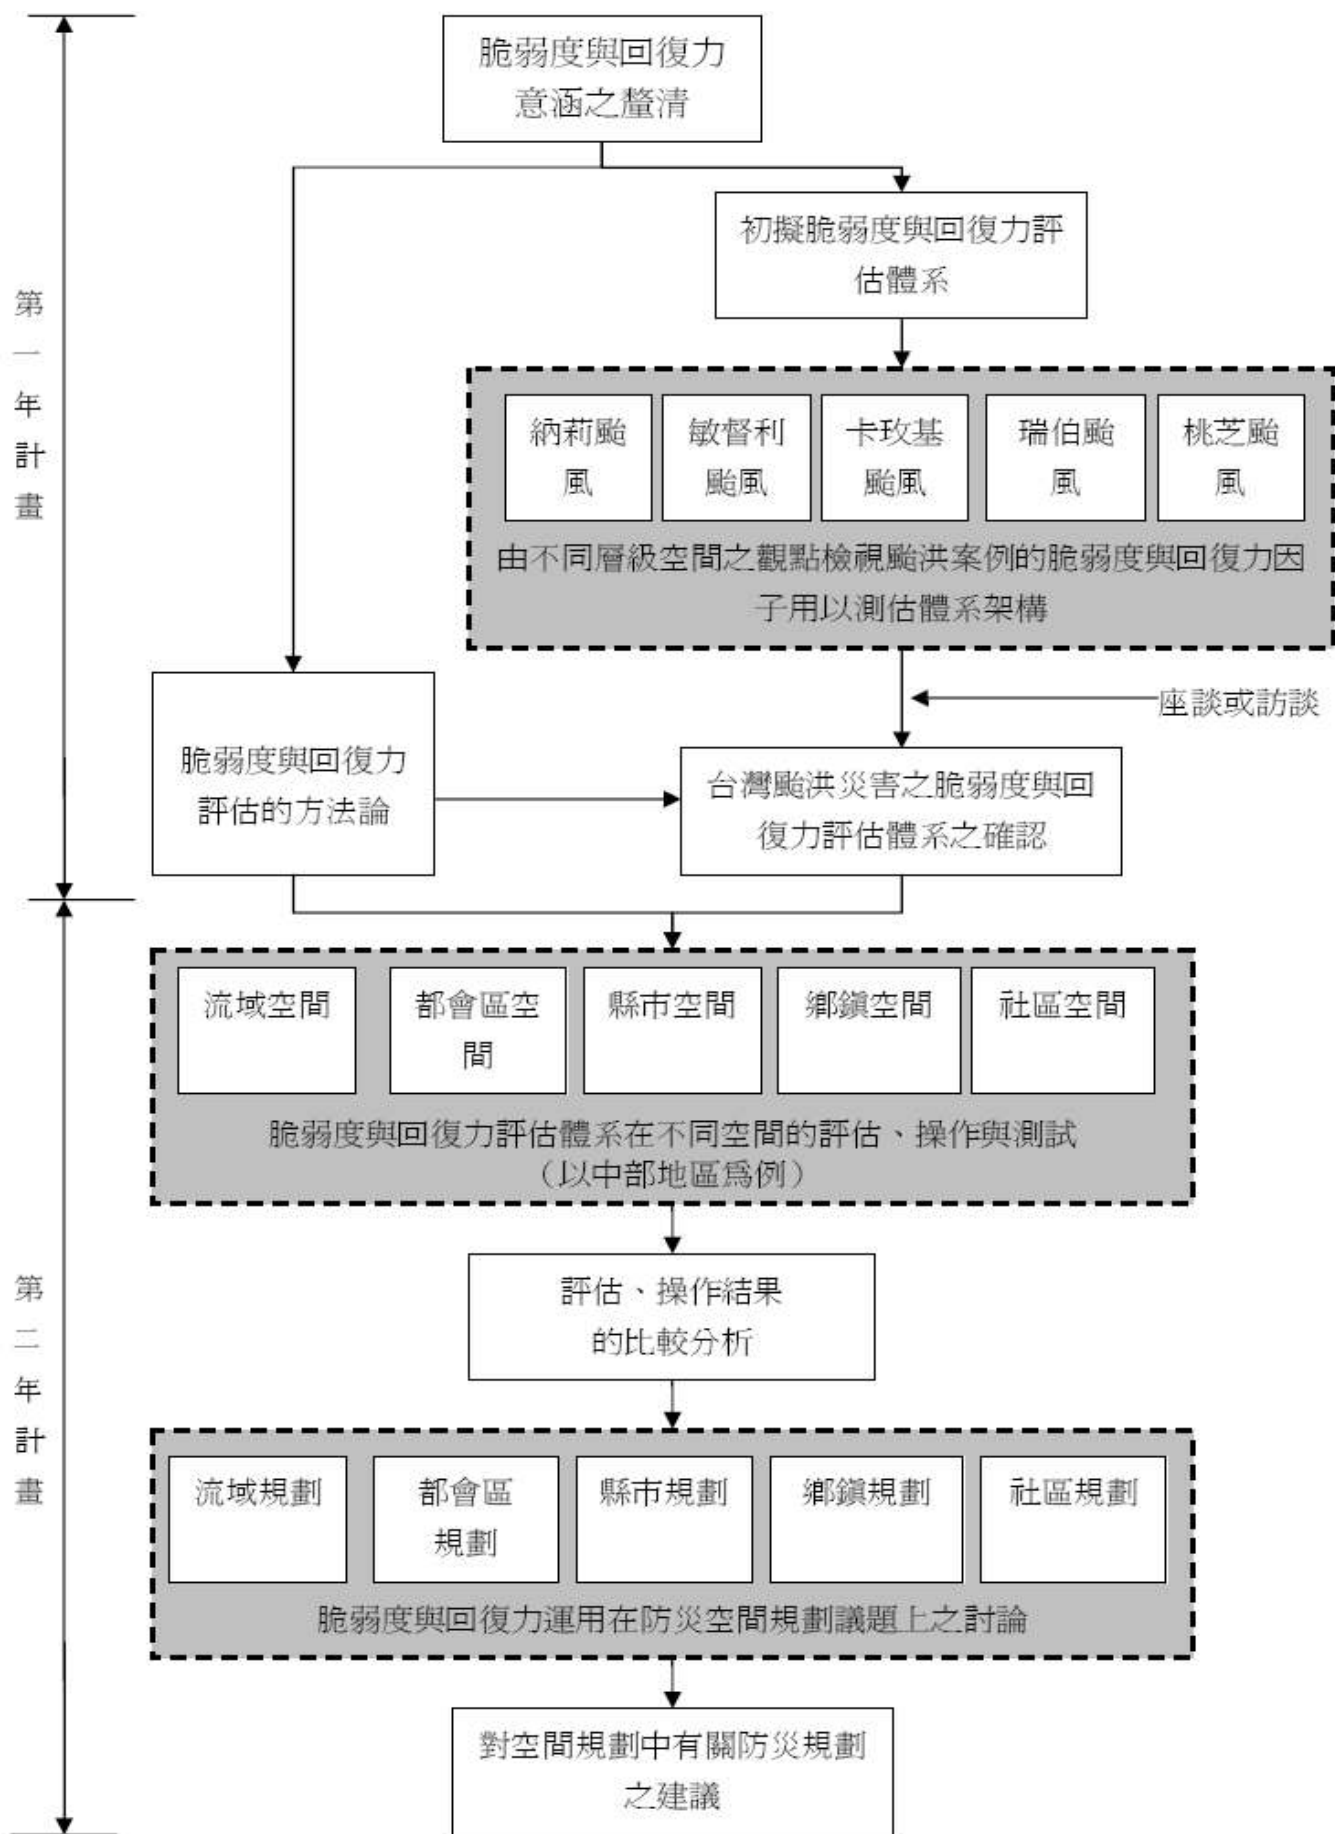 脆弱度與回復力
意涵之釐清
初擬脆弱度與回復力評
估體系
第
一
年
計
畫
納莉颱
風
敏督利
颱風
卡玫基
颱風
瑞伯颱
風
桃芝颱
風
由不同層級空間之觀點檢視颱洪案例的脆弱度與回復力因
子用以測估體系架構
座談或訪談
脆弱度與回復力
評估的方法論
台灣颱洪災害之脆弱度與回
復力評估體系之確認
流域空間
都會區空
間
縣市空間
鄉鎮空間
社區空間
脆弱度與回復力評估體系在不同空間的評估、操作與測試
（以中部地區為例）
第
二
年
計
畫
評估、操作結果
的比較分析
流域規劃
都會區
規劃
縣市規劃
鄉鎮規劃
社區規劃
脆弱度與回復力運用在防災空間規劃議題上之討論
對空間規劃中有關防災規劃
之建議